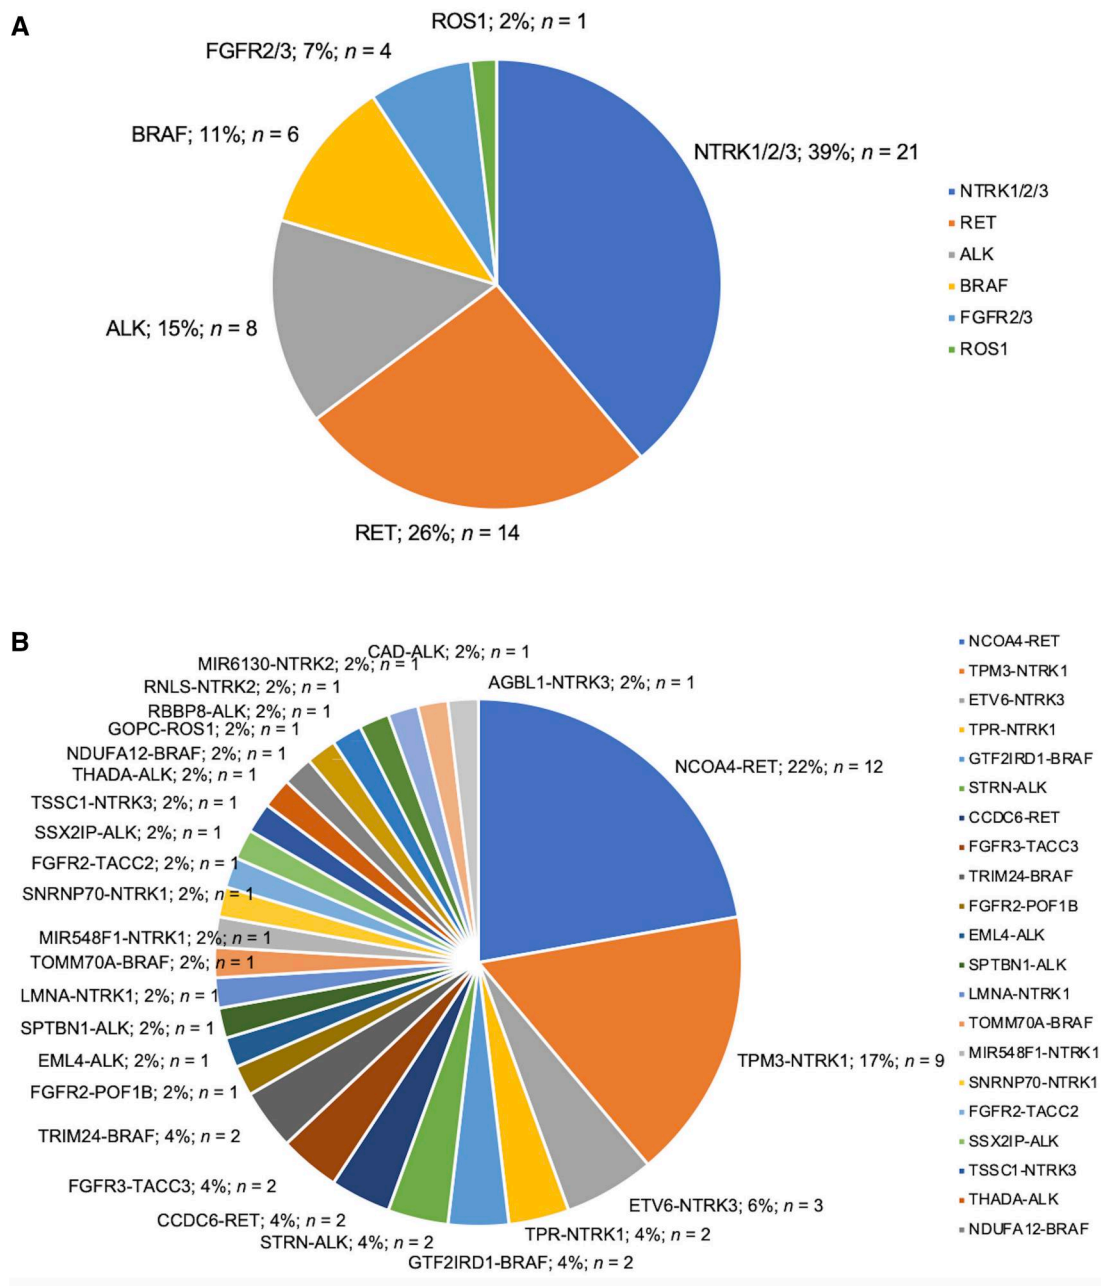 A
ROS1; 2%; n = 1
FGFR2/3; 7%; n = 4
BRAF; 11%; n = 6
NTRK1/2/3; 39%; n = 21
ALK; 15%; n = 8
RET; 26%; n = 14
NTRK1/2/3
RET
ALK
BRAF
FGFR2/3
ROS1
B
CAD-ALK; 2%; n = 1
MIR6130-NTRK2; 2%; n = 1
RNLS-NTRK2; 2%; n = 1
AGBL1-NTRK3; 2%; n = 1
RBBP8-ALK; 2%; n = 1
GOPC-ROS1; 2%; n = 1
NDUFA12-BRAF; 2%; n = 1
THADA-ALK; 2%; n = 1
TSSC1-NTRK3; 2%; n = 1
SSX2IP-ALK; 2%; n = 1
FGFR2-TACC2; 2%; n = 1
SNRNP70-NTRK1; 2%; n = 1
MIR548F1-NTRK1; 2%; n = 1
TOMM70A-BRAF; 2%; n = 1
LMNA-NTRK1; 2%; n = 1
SPTBN1-ALK; 2%; n = 1
EML4-ALK; 2%; n = 1
FGFR2-POF1B; 2%; n = 1
TRIM24-BRAF; 4%; n = 2
FGFR3-TACC3; 4%; n = 2
CCDC6-RET; 4%; n = 2
STRN-ALK; 4%; n = 2
GTF2IRD1-BRAF; 4%; n = 2
TPR-NTRK1; 4%; n = 2
ETV6-NTRK3; 6%; n = 3
TPM3-NTRK1; 17%; n = 9
NCOA4-RET; 22%; n = 12
NCOA4-RET
TPM3-NTRK1
ETV6-NTRK3
TPR-NTRK1
GTF2IRD1-BRAF
STRN-ALK
CCDC6-RET
FGFR3-TACC3
TRIM24-BRAF
FGFR2-POF1B
EML4-ALK
SPTBN1-ALK
LMNA-NTRK1
TOMM70A-BRAF
MIR548F1-NTRK1
SNRNP70-NTRK1
FGFR2-TACC2
SSX2IP-ALK
TSSC1-NTRK3
THADA-ALK
NDUFA12-BRAF